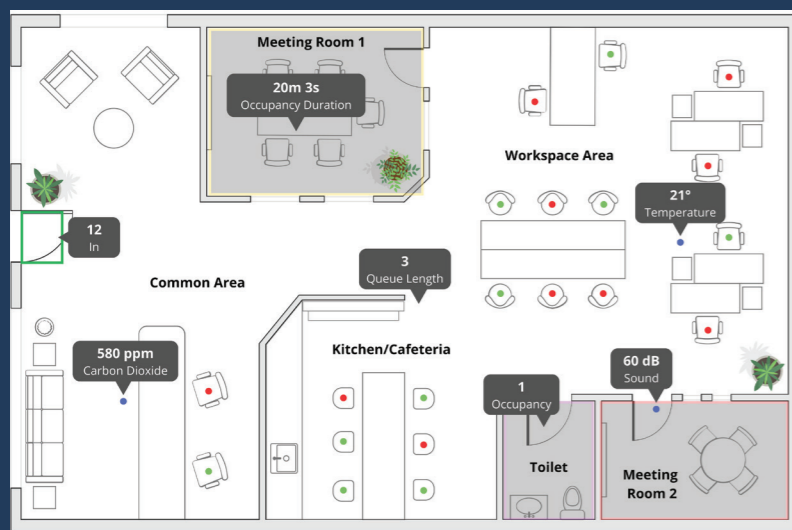 Meeting Room 1
20m 3s
Occupancy Duration
Workspace Area
21°
Temperature
12
In
Common Area
3
Queue Length
580 ppm
Carbon Dioxide
Kitchen/Cafeteria
60 dB
Sound
1
Occupancy
Toilet
Meeting
Room 2